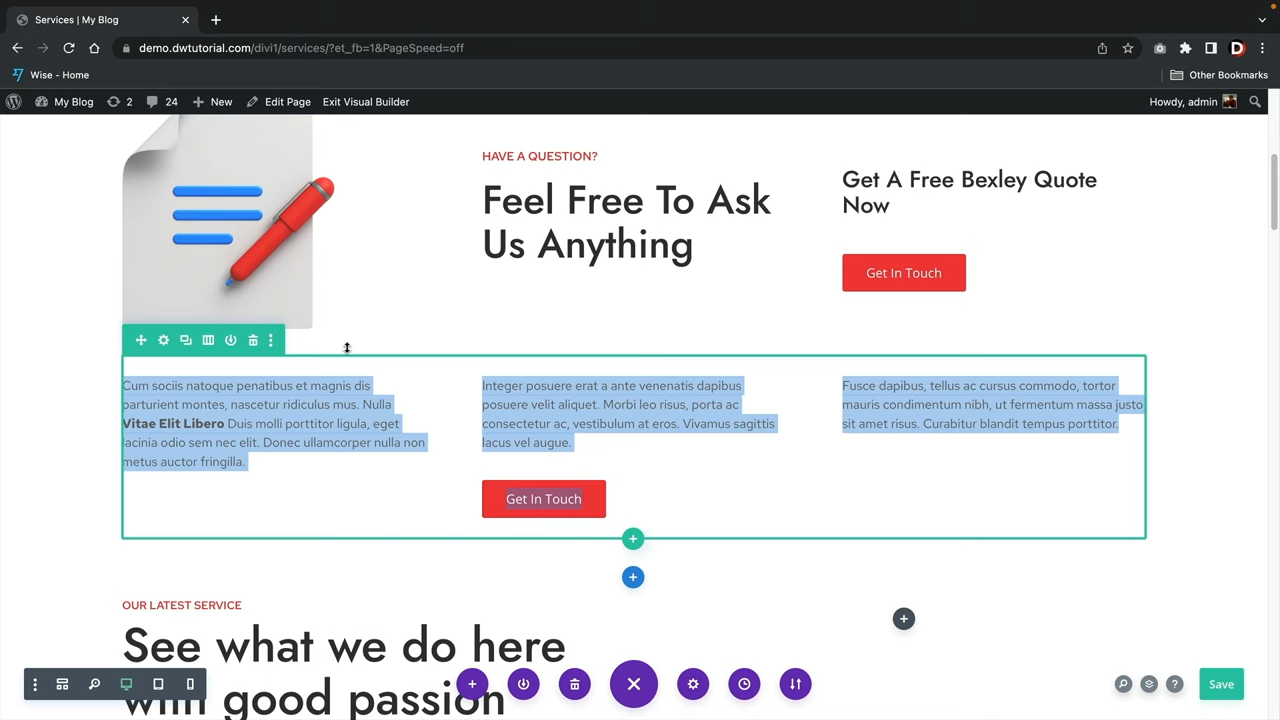 Services | My Blog
demo.dwtutorial.com/divi1/services/?et_fb=1&PageSpeed=off
D
Wise - Home
Other Bookmarks
My Blog
2
24
New
Edit Page
Exit Visual Builder
Howdy, admin
HAVE A QUESTION?
Feel Free To Ask
Us Anything
Get A Free Bexley Quote
Now
Get In Touch
Cum sociis natoque penatibus et magnis dis
parturient montes, nascetur ridiculus mus. Nulla
Vitae Elit Libero Duis molli porttitor ligula, eget
lacinia odio sem nec elit. Donec ullamcorper nulla non
metus auctor fringilla.
Integer posuere erat a ante venenatis dapibus
posuere velit aliquet. Morbi leo risus, porta ac
consectetur ac, vestibulum at eros. Vivamus sagittis
lacus vel augue.
Get In Touch
Fusce dapibus, tellus ac cursus commodo, tortor
mauris condimentum nibh, ut fermentum massa justo
sit amet risus. Curabitur blandit tempus porttitor.
OUR LATEST SERVICE
See what we do here
with good passion
?
Save